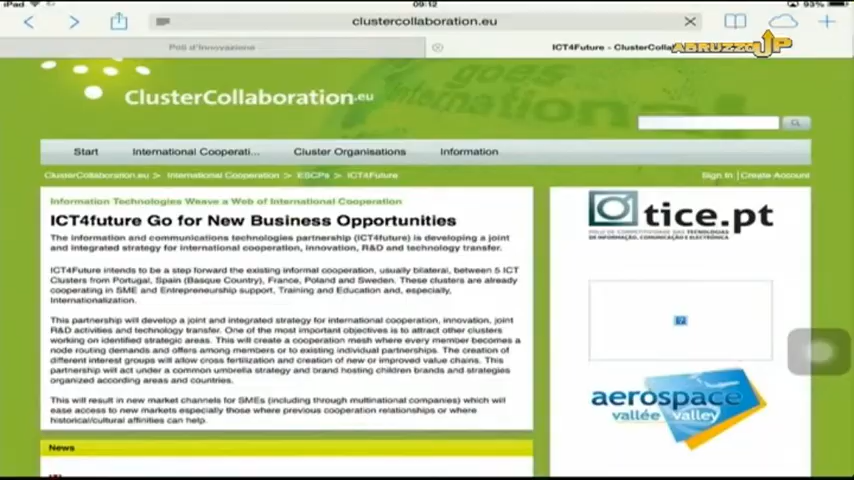 iPad
09:12
93%
clustercollaboration.eu
Poli d'Innovazione
ICT4Future - ClusterColla
ABRUZZOUP
goes
international
ClusterCollaboration.eu
Start
International Cooperati...
Cluster Organisations
Information
ClusterCollaboration.eu > International Cooperation > ESCPs > ICT4Future
Sign In | Create Account
Information Technologies Weave a Web of International Cooperation
ICT4future Go for New Business Opportunities
The information and communications technologies partnership (ICT4future) is developing a joint
and integrated strategy for international cooperation, innovation, R&D and technology transfer.
ICT4Future intends to be a step forward the existing informal cooperation, usually bilateral, between 5 ICT
Clusters from Portugal, Spain (Basque Country), France, Poland and Sweden. These clusters are already
cooperating in SME and Entrepreneurship support, Training and Education and, especially,
Internationalization.
This partnership will develop a joint and integrated strategy for international cooperation, innovation, joint
R&D activities and technology transfer. One of the most important objectives is to attract other clusters
working on identified strategic areas. This will create a cooperation mesh where every member becomes a
node routing demands and offers among members or to existing individual partnerships. The creation of
different interest groups will allow cross fertilization and creation of new or improved value chains. This
partnership will act under a common umbrella strategy and brand hosting children brands and strategies
organized according areas and countries.
This will result in new market channels for SMEs (including through multinational companies) which will
ease access to new markets especially those where previous cooperation relationships or where
historical/cultural affinities can help.
News
tice.pt
PÓLO DE COMPETITIVIDADE DAS TECNOLOGIAS
DE INFORMAÇÃO, COMUNICAÇÃO E ELECTRÓNICA
?
aerospace
vallée valley